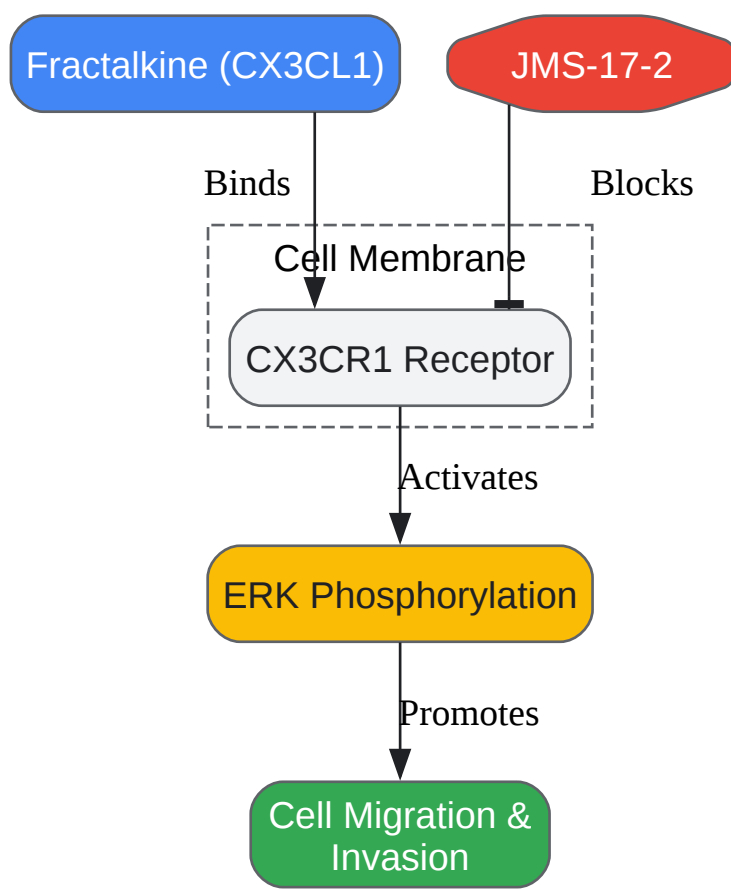 Fractalkine (CX3CL1)
JMS-17-2
Binds
Blocks
Cell Membrane
CX3CR1 Receptor
Activates
ERK Phosphorylation
Promotes
Cell Migration &
Invasion